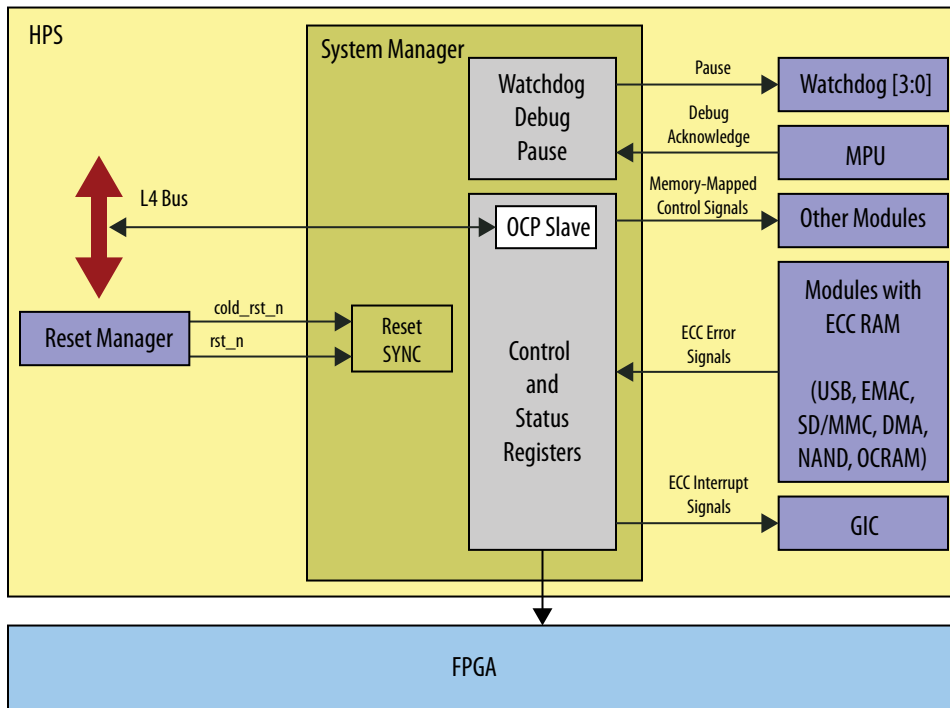 HPS
System Manager
Watchdog
Debug
Pause
Pause
Watchdog [3:0]
Debug
Acknowledge
MPU
L4 Bus
OCP Slave
Memory-Mapped
Control Signals
Other Modules
Reset Manager
cold_rst_n
rst_n
Reset
SYNC
Control
and
Status
Registers
ECC Error
Signals
Modules with
ECC RAM
(USB, EMAC,
SD/MMC, DMA,
NAND, OCRAM)
ECC Interrupt
Signals
GIC
FPGA